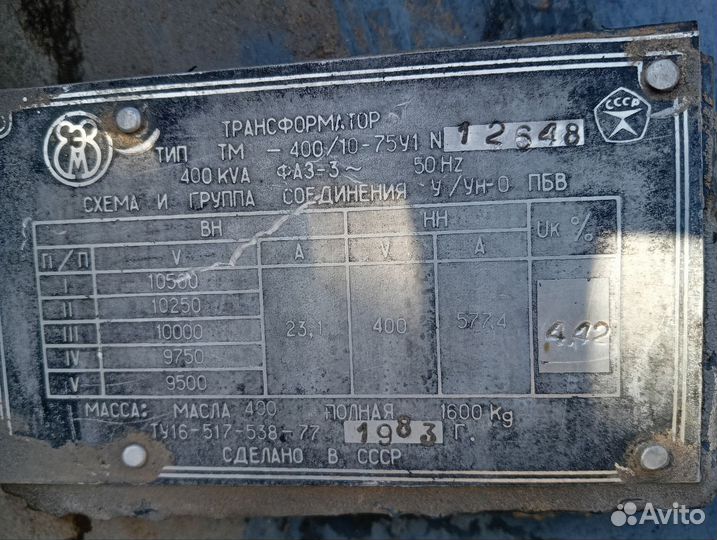 ТРАНСФОРМАТОР
СССР
ТИП ТМ - 400/10-75У1 N 12648
400 KVA ФАЗ-3~ 50 HZ
СХЕМА И ГРУППА СОЕДИНЕНИЯ У/УН-0 ПБВ
ВН НН Uк %
П/П V A V A
I 10500
II 10250
III 10000 23,1 400 577,4 4,42
IV 9750
V 9500
МАССА: МАСЛА 400 ПОЛНАЯ 1600 Kg
ТУ16-517-538-77 1983 Г.
СДЕЛАНО В СССР
Avito